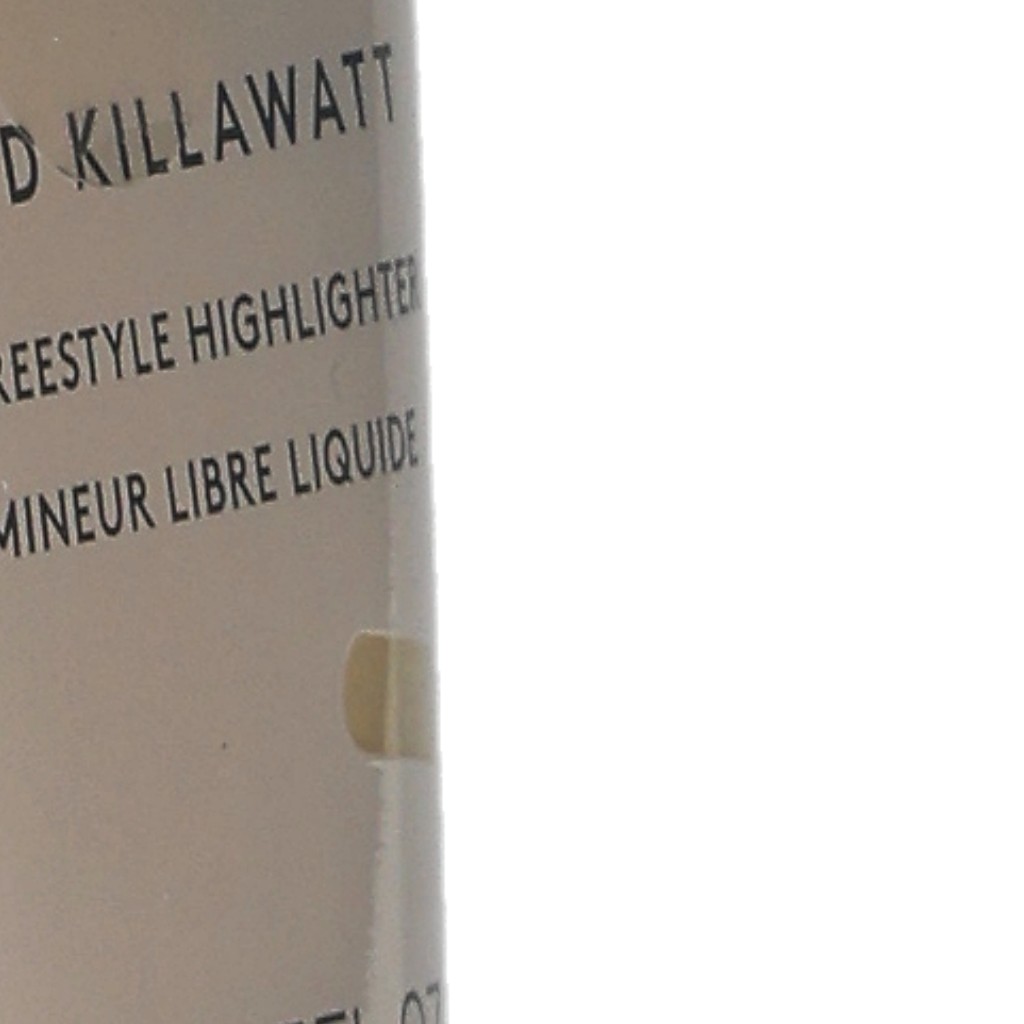 D KILLAWATT
REESTYLE HIGHLIGHTER
MINEUR LIBRE LIQUIDE